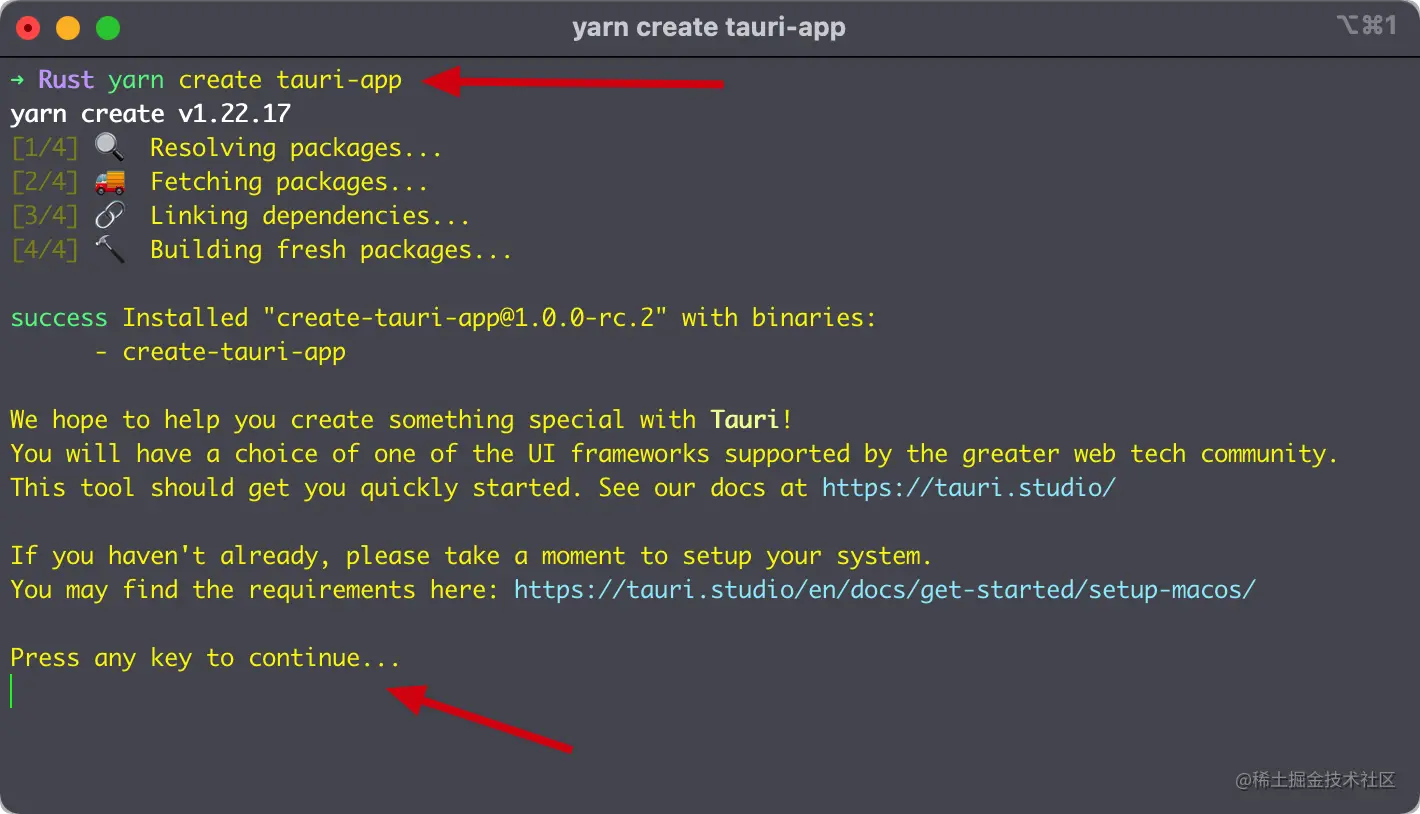 yarn create tauri-app
⌥⌘1
→ Rust yarn create tauri-app
yarn create v1.22.17
[1/4] 🔍 Resolving packages...
[2/4] 🚚 Fetching packages...
[3/4] 🔗 Linking dependencies...
[4/4] 🔨 Building fresh packages...
success Installed "create-tauri-app@1.0.0-rc.2" with binaries:
- create-tauri-app
We hope to help you create something special with Tauri!
You will have a choice of one of the UI frameworks supported by the greater web tech community.
This tool should get you quickly started. See our docs at https://tauri.studio/
If you haven't already, please take a moment to setup your system.
You may find the requirements here: https://tauri.studio/en/docs/get-started/setup-macos/
Press any key to continue...
@稀土掘金技术社区